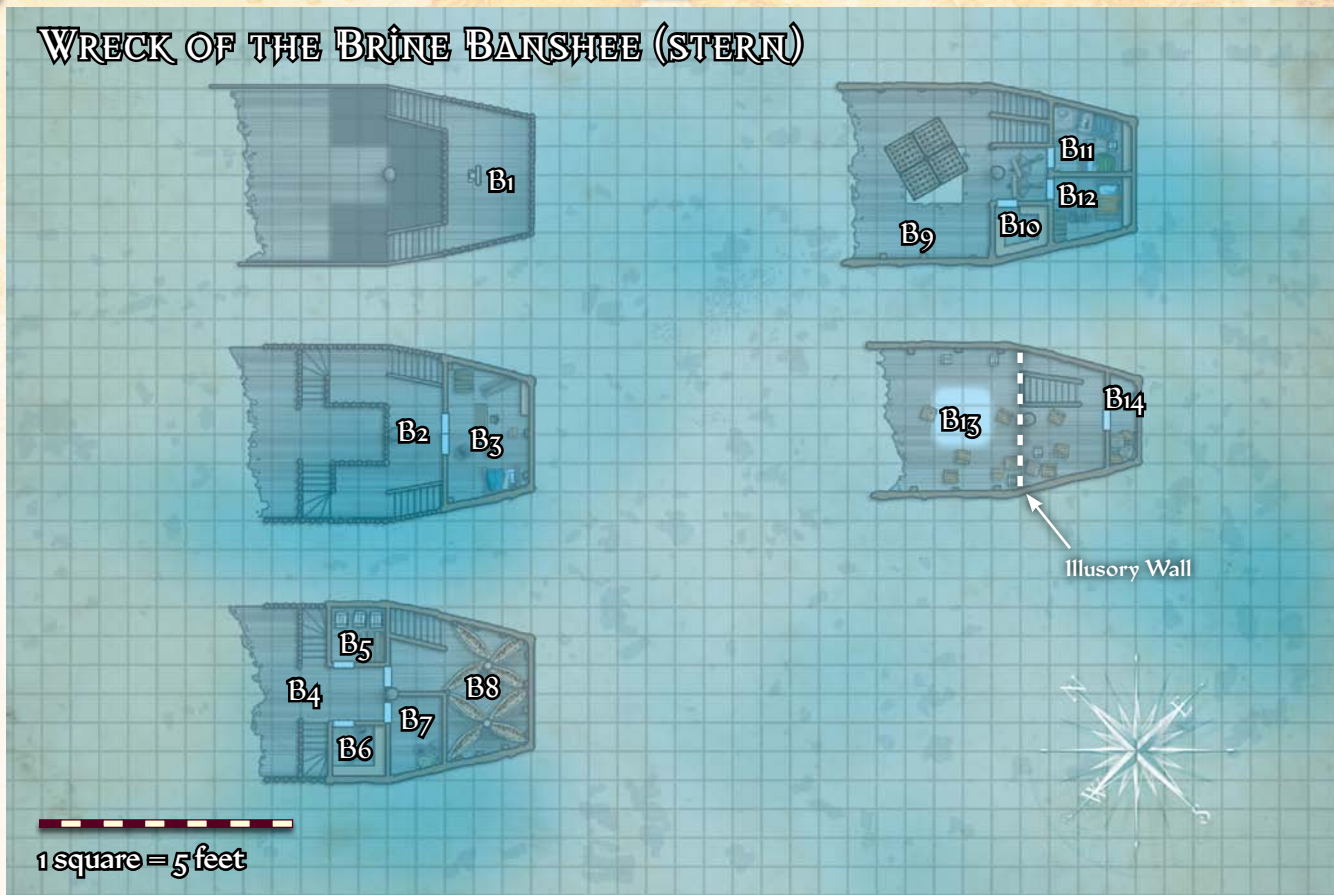 Wreck of the Brine Banshee (stern)
B1
B11
B12
B10
B9
B2
B3
B13
B14
Illusory Wall
B5
B4
B8
B7
B6
N
E
W
S
1 square = 5 feet